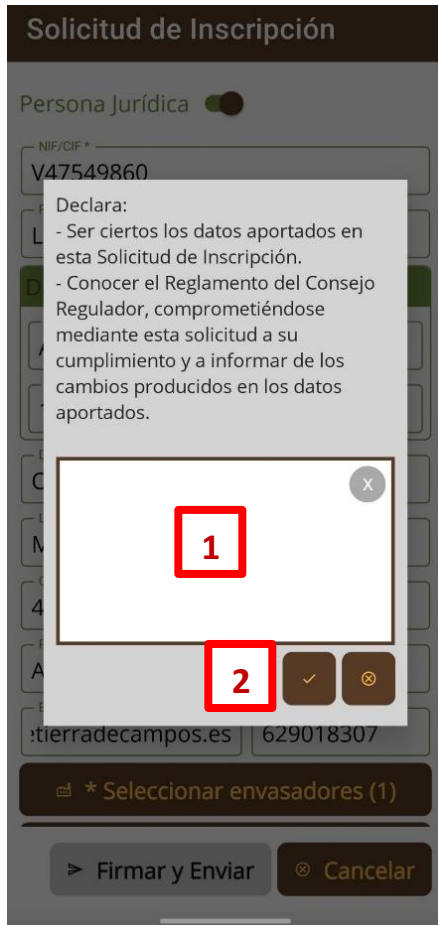 Solicitud de Inscripción
Persona Jurídica
NIF/CIF *
V47549860
Declara:
- Ser ciertos los datos aportados en
esta Solicitud de Inscripción.
- Conocer el Reglamento del Consejo
Regulador, comprometiéndose
mediante esta solicitud a su
cumplimiento y a informar de los
cambios producidos en los datos
aportados.
X
1
2
etierradecampos.es
629018307
* Seleccionar envasadores (1)
Firmar y Enviar
Cancelar